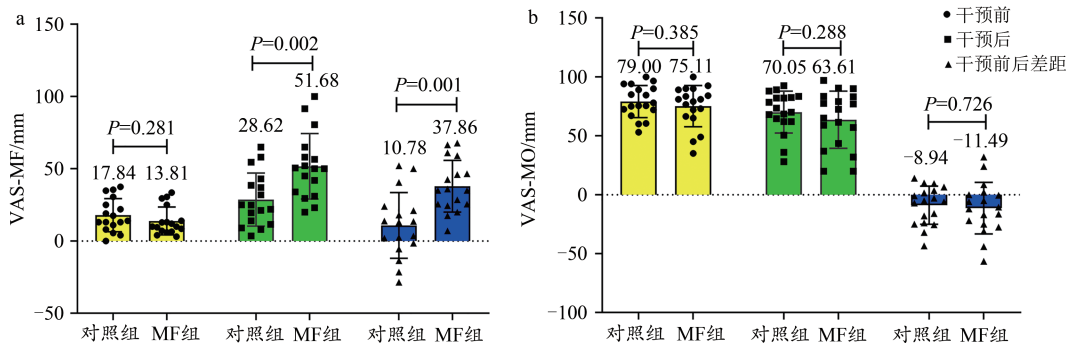 a
VAS-MF/mm
150
100
50
0
−50
P=0.281
17.84
13.81
P=0.002
28.62
51.68
P=0.001
10.78
37.86
对照组
MF组
对照组
MF组
对照组
MF组
b
VAS-MO/mm
150
100
50
0
−50
−100
P=0.385
79.00
75.11
P=0.288
70.05
63.61
P=0.726
−8.94
−11.49
对照组
MF组
对照组
MF组
对照组
MF组
干预前
干预后
干预前后差距